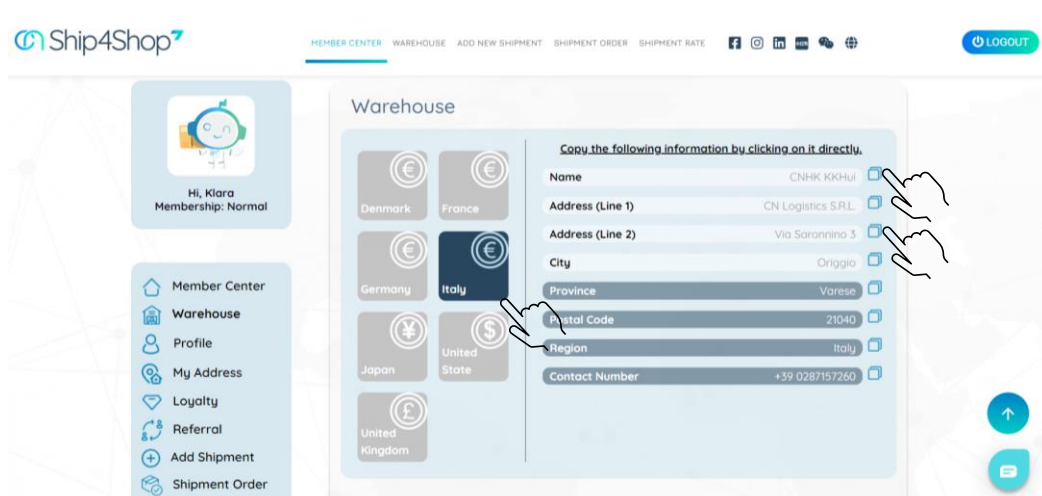 Ship4Shop
MEMBER CENTER WAREHOUSE ADD NEW SHIPMENT SHIPMENT ORDER SHIPMENT RATE
LOGOUT
Hi, Klara
Membership: Normal
Member Center
Warehouse
Profile
My Address
Loyalty
Referral
Add Shipment
Shipment Order
Warehouse
Denmark
France
Germany
Italy
Japan
United
State
United
Kingdom
Copy the following information by clicking on it directly.
Name CNHK KKHui
Address (Line 1) CN Logistics S.R.L.
Address (Line 2) Via Saronnino 3
City Origgio
Province Varese
Postal Code 21040
Region Italy
Contact Number +39 0287157260